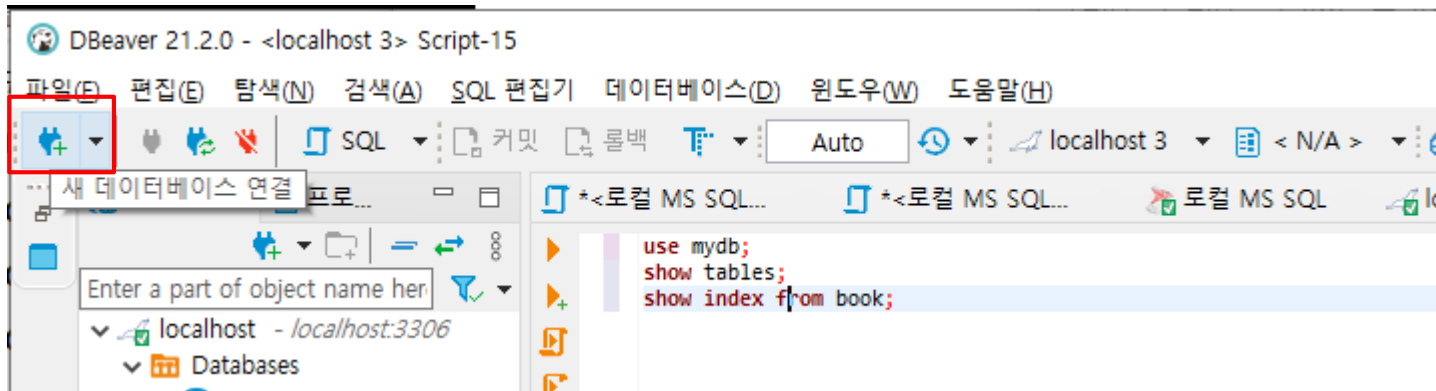 DBeaver 21.2.0 - <localhost 3> Script-15
파일(F) 편집(E) 탐색(N) 검색(A) SQL 편집기 데이터베이스(D) 윈도우(W) 도움말(H)
SQL 커밋 롤백 T Auto localhost 3 < N/A >
새 데이터베이스 연결 프로... *<로컬 MS SQL... *<로컬 MS SQL... 로컬 MS SQL
use mydb;
show tables;
show index from book;
Enter a part of object name her
localhost - localhost:3306
Databases